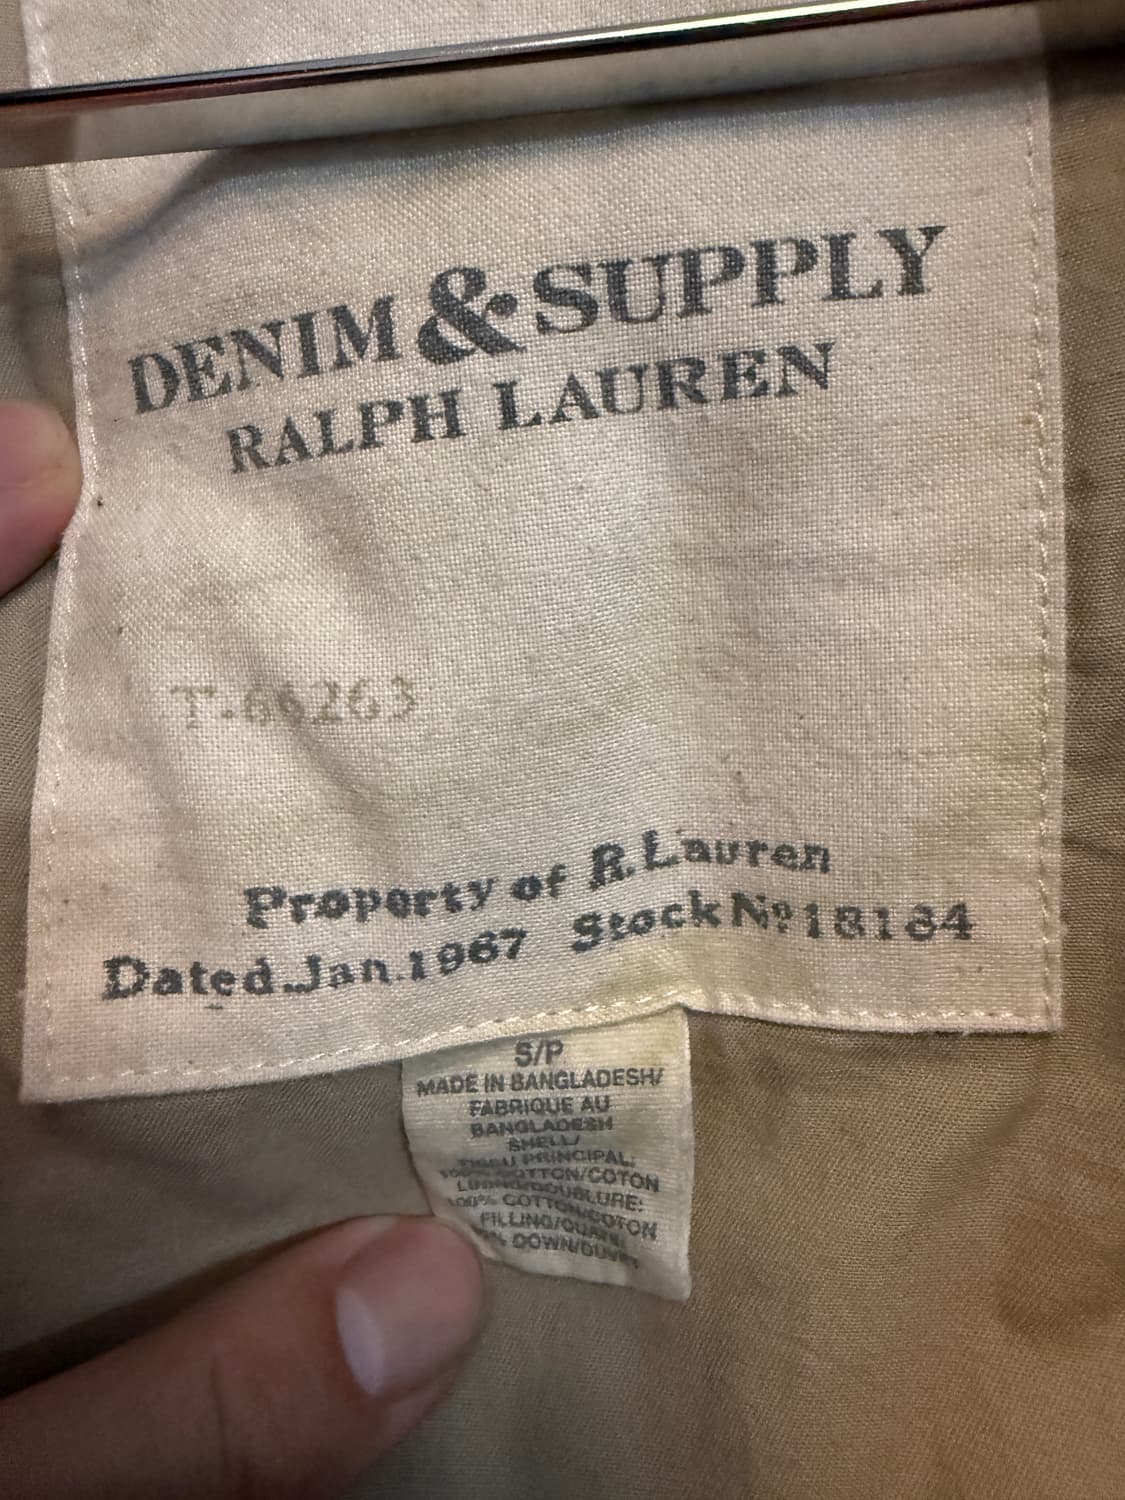 DENIM & SUPPLY
RALPH LAUREN
T-66263
Property of R.Lauren
Dated.Jan.1967 Stock Nº 18184
S/P
MADE IN BANGLADESH/
FABRIQUE AU
BANGLADESH
SHELL/
TISSU PRINCIPAL:
100% COTTON/COTON
LINING/DOUBLURE:
100% COTTON/COTON
FILLING/
% DOWN/DUVET